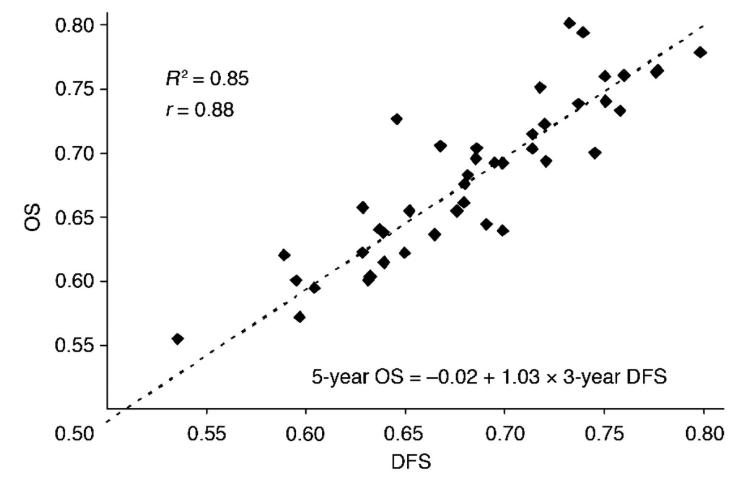 0.80
R² = 0.85
0.75
r = 0.88
0.70
0.65
OS
0.60
0.55
5-year OS = –0.02 + 1.03 × 3-year DFS
0.50 0.55 0.60 0.65 0.70 0.75 0.80
DFS